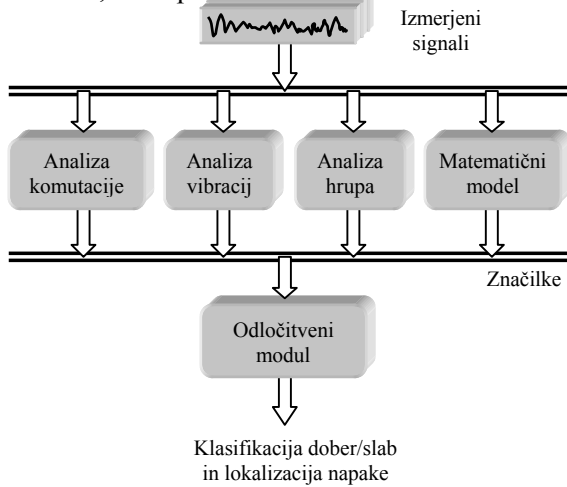 Izmerjeni
signali
Analiza
komutacije
Analiza
vibracij
Analiza
hrupa
Matematični
model
Značilke
Odločitveni
modul
Klasifikacija dober/slab
in lokalizacija napake